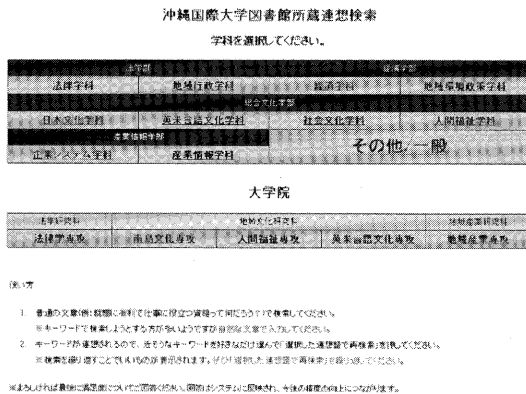 沖縄国際大学図書館所蔵連想検索
学科を選択してください。
法学部 経済学部
法律学科 地域行政学科 経済学科 地域環境政策学科
総合文化学部
日本文化学科 英米言語文化学科 社会文化学科 人間福祉学科
産業情報学部
企業システム学科 産業情報学科 その他、一般
大学院
法学研究科 地域文化研究科 地域産業研究科
法律学専攻 南島文化専攻 人間福祉専攻 英米言語文化専攻 地域産業専攻
使い方
1. 普通の文章(例:就職に有利で仕事に役立つ資格って何だろう?)で検索してください。
※キーワードで検索しようとする方が多いようですが自然な文章で入力してください。
2. キーワードが連想されるので、近そうなキーワードを好きなだけ選んで「選択した連想語で再検索」を押してください。
※検索を繰り返すことでいいものが表示されます。ぜひ「選択した連想語で再検索」を繰り返してください。
※よろしければ最後に満足度についてご回答ください。回答はシステムに反映され、今後の精度の向上につながります。